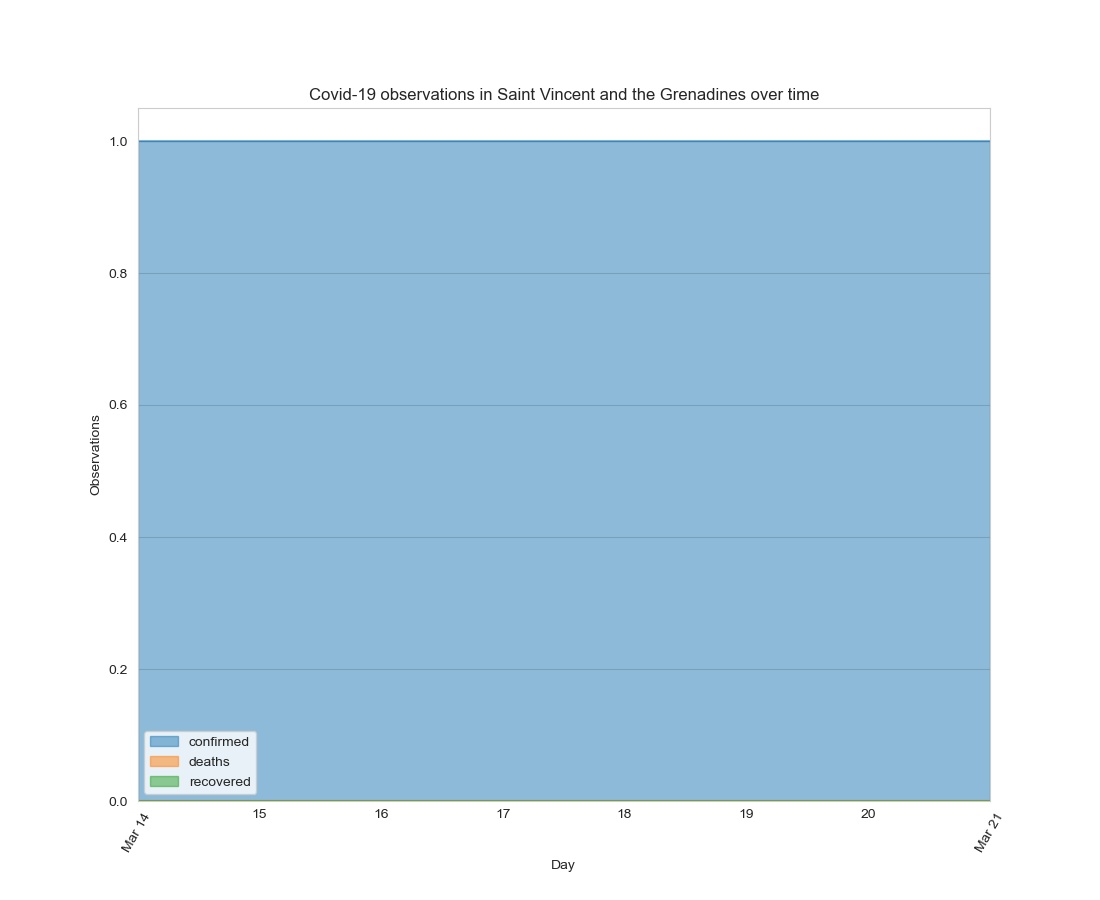 Covid-19 observations in Saint Vincent and the Grenadines over time
1.0
0.8
0.6
0.4
0.2
0.0
Observations
confirmed
deaths
recovered
Mar 14
15
16
17
18
19
20
Mar 21
Day